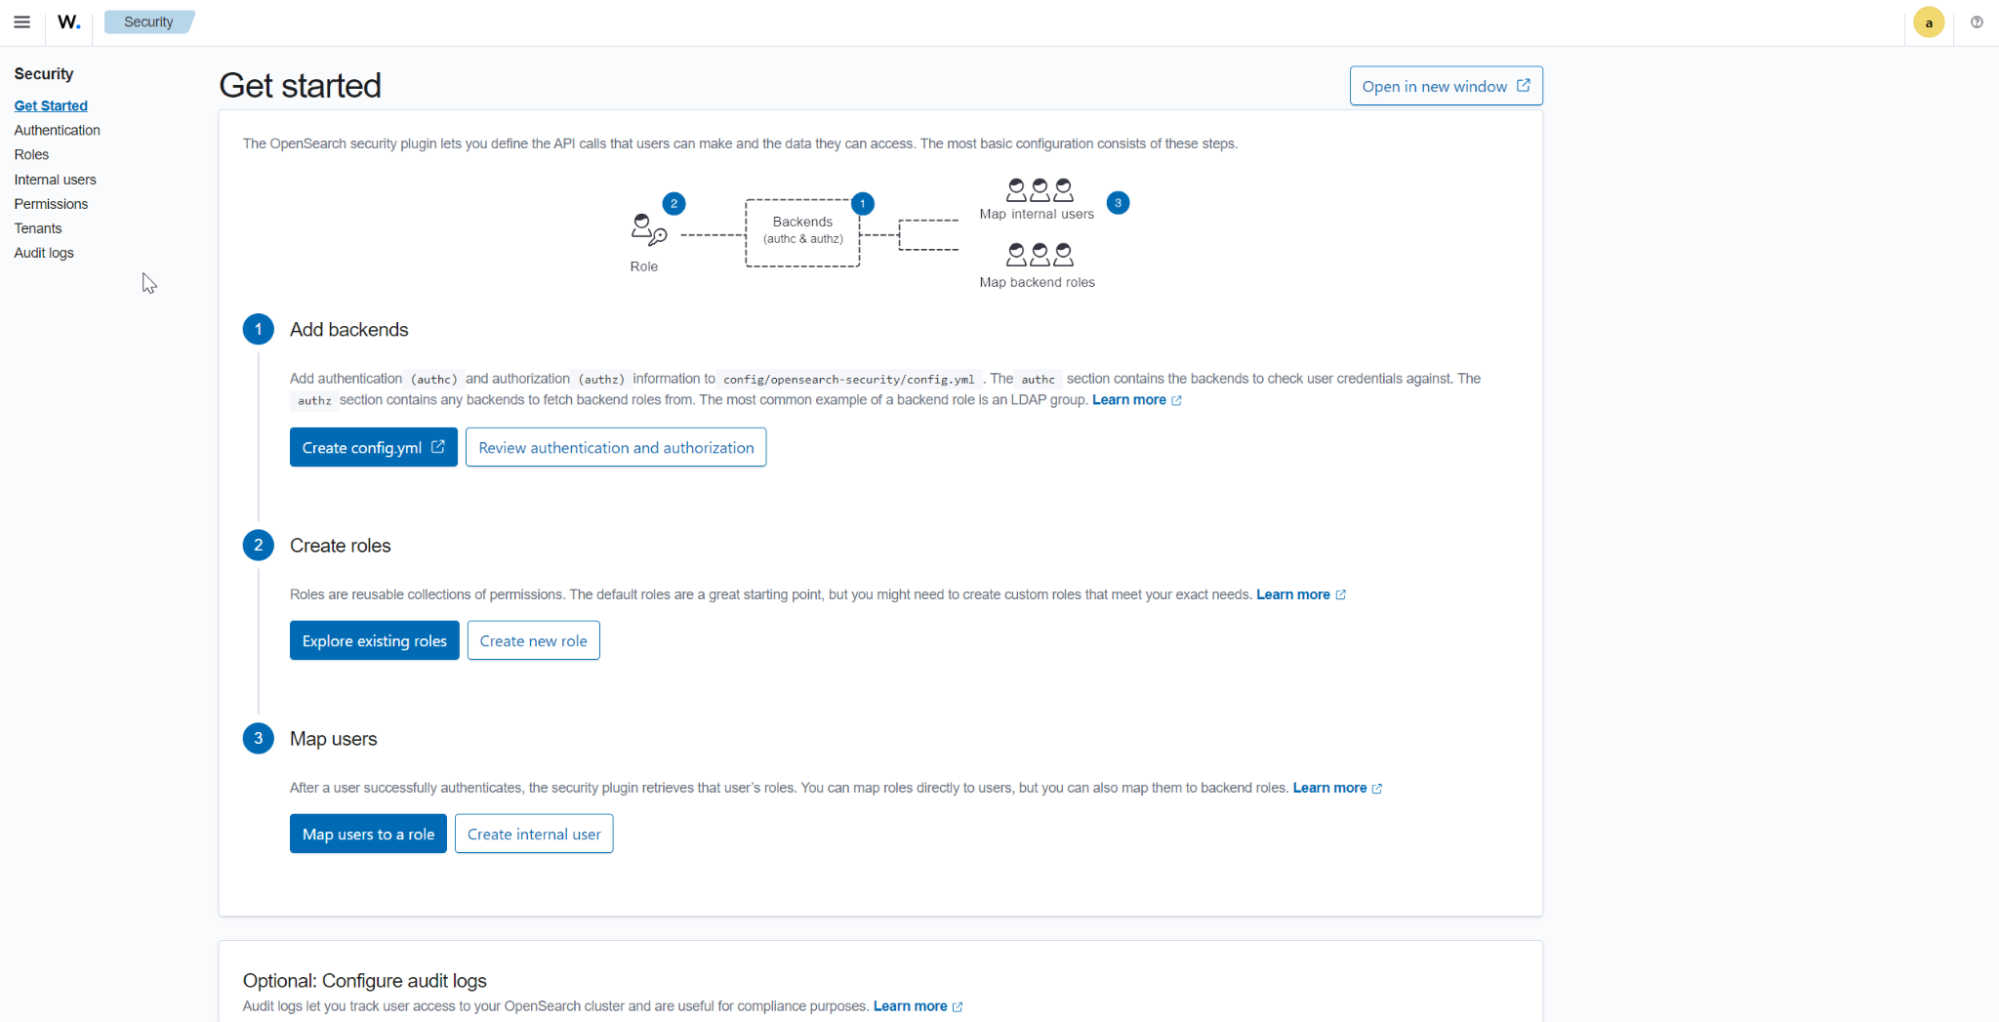 W.
Security
a
Security
Get Started
Authentication
Roles
Internal users
Permissions
Tenants
Audit logs
Get started
Open in new window
The OpenSearch security plugin lets you define the API calls that users can make and the data they can access. The most basic configuration consists of these steps.
2
Role
Backends
(authc & authz)
1
Map internal users
3
Map backend roles
1
Add backends
Add authentication (authc) and authorization (authz) information to config/opensearch-security/config.yml . The authc section contains the backends to check user credentials against. The
authz section contains any backends to fetch backend roles from. The most common example of a backend role is an LDAP group. Learn more
Create config.yml
Review authentication and authorization
2
Create roles
Roles are reusable collections of permissions. The default roles are a great starting point, but you might need to create custom roles that meet your exact needs. Learn more
Explore existing roles
Create new role
3
Map users
After a user successfully authenticates, the security plugin retrieves that user’s roles. You can map roles directly to users, but you can also map them to backend roles. Learn more
Map users to a role
Create internal user
Optional: Configure audit logs
Audit logs let you track user access to your OpenSearch cluster and are useful for compliance purposes. Learn more